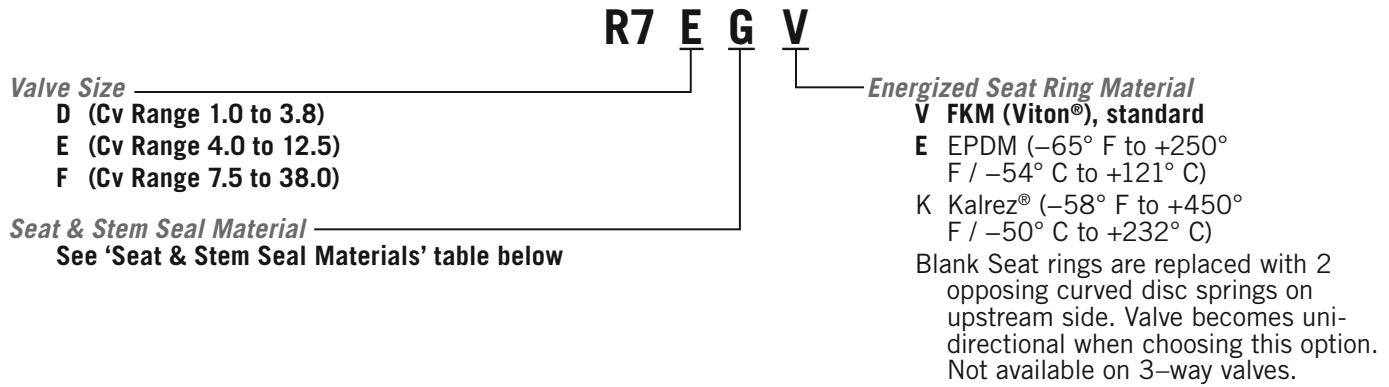 R7 E G V
Valve Size
D (Cv Range 1.0 to 3.8)
E (Cv Range 4.0 to 12.5)
F (Cv Range 7.5 to 38.0)
Seat & Stem Seal Material
See ‘Seat & Stem Seal Materials’ table below
Energized Seat Ring Material
V FKM (Viton®), standard
E EPDM (–65° F to +250°
F / –54° C to +121° C)
K Kalrez® (–58° F to +450°
F / –50° C to +232° C)
Blank Seat rings are replaced with 2
opposing curved disc springs on
upstream side. Valve becomes uni-
directional when choosing this option.
Not available on 3–way valves.